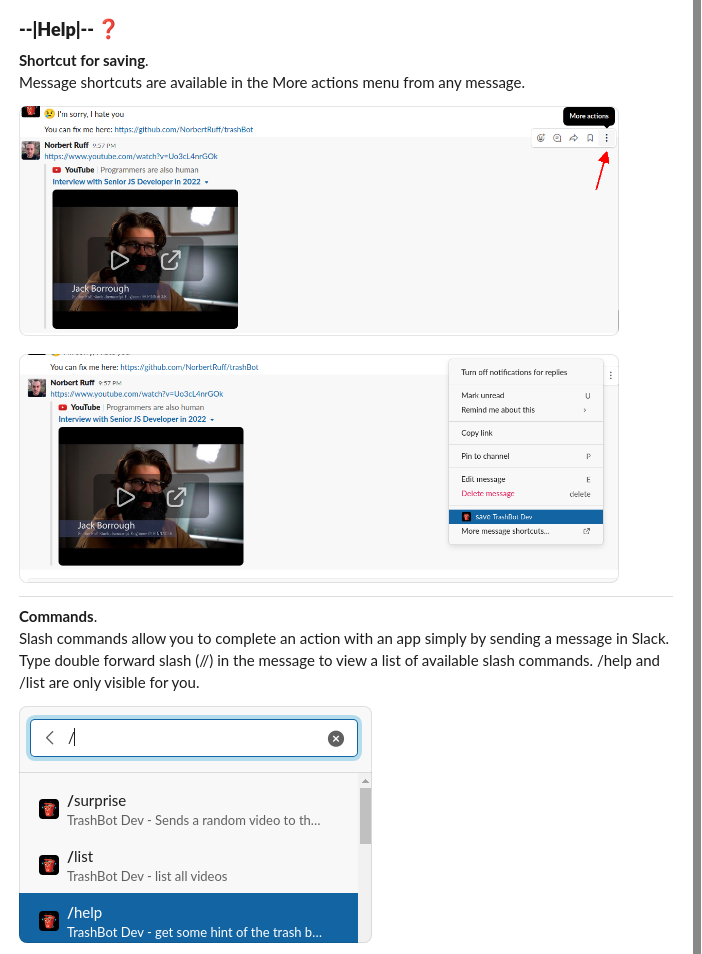 --|Help|-- ❓
Shortcut for saving.
Message shortcuts are available in the More actions menu from any message.
😢 I'm sorry, I hate you
More actions
You can fix me here: https://github.com/NorbertRuff/trashBot
Norbert Ruff 9:57 PM
https://www.youtube.com/watch?v=Uo3cL4nrGOk
YouTube | Programmers are also human
Interview with Senior JS Developer in 2022
Jack Borrough
You can fix me here: https://github.com/NorbertRuff/trashBot
Norbert Ruff 9:57 PM
https://www.youtube.com/watch?v=Uo3cL4nrGOk
YouTube | Programmers are also human
Interview with Senior JS Developer in 2022
Jack Borrough
Turn off notifications for replies
Mark unread U
Remind me about this >
Copy link
Pin to channel P
Edit message E
Delete message delete
save TrashBot Dev
More message shortcuts...
Commands.
Slash commands allow you to complete an action with an app simply by sending a message in Slack.
Type double forward slash (//) in the message to view a list of available slash commands. /help and
/list are only visible for you.
/
/surprise
TrashBot Dev - Sends a random video to th...
/list
TrashBot Dev - list all videos
/help
TrashBot Dev - get some hint of the trash b...